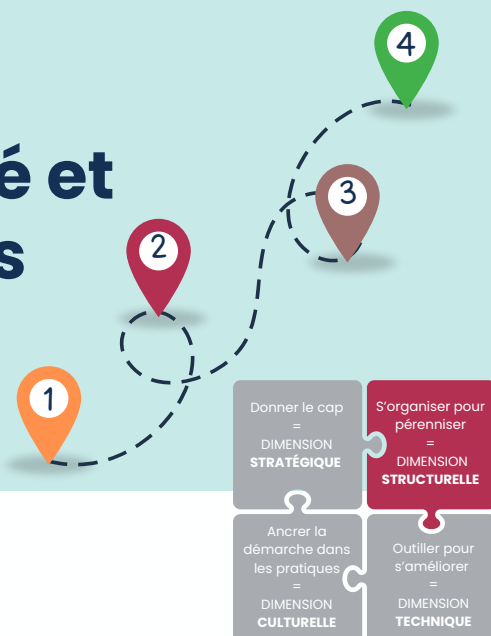 é et
s
4
3
2
1
Donner le cap
=
DIMENSION
STRATÉGIQUE
S'organiser pour
pérenniser
=
DIMENSION
STRUCTURELLE
Ancrer la
démarche dans
les pratiques
=
DIMENSION
CULTURELLE
Outiller pour
s'améliorer
=
DIMENSION
TECHNIQUE